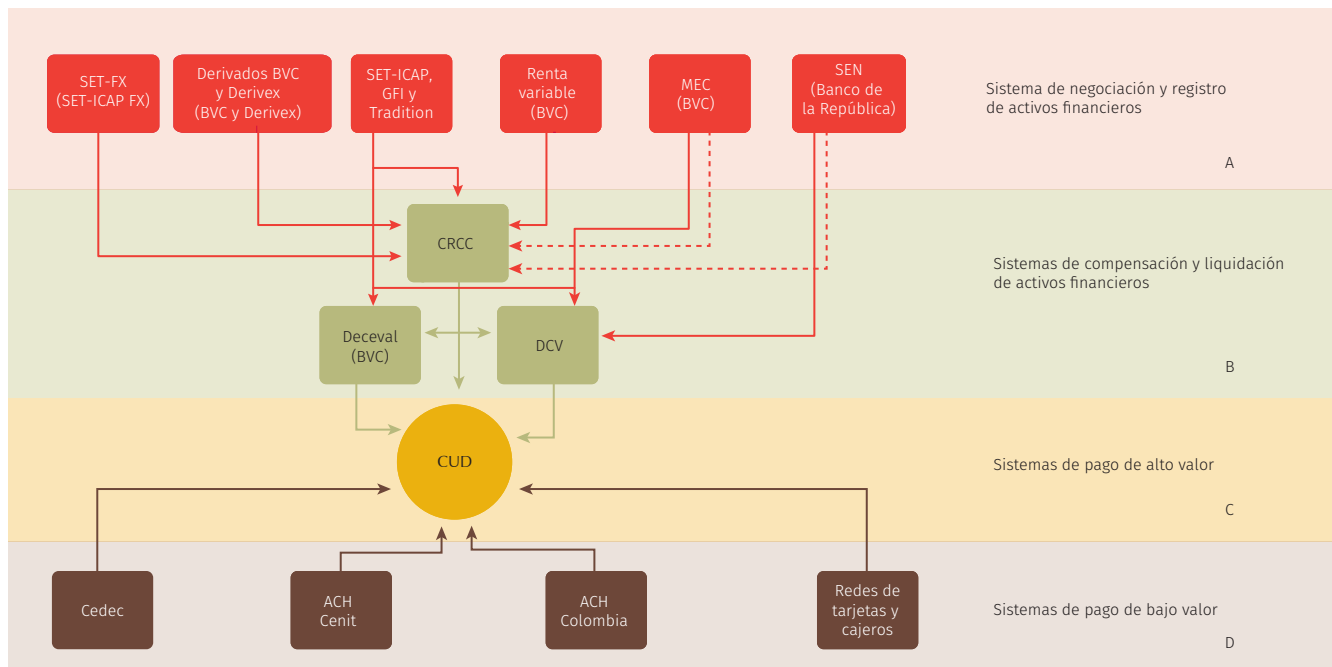 SET-FX
(SET-ICAP FX)
Derivados BVC
y Derivex
(BVC y Derivex)
SET-ICAP,
GFI y
Tradition
Renta
variable
(BVC)
MEC
(BVC)
SEN
(Banco de
la República)
Sistema de negociación y registro
de activos financieros
A
CRCC
Sistemas de compensación y liquidación
de activos financieros
Deceval
(BVC)
DCV
B
CUD
Sistemas de pago de alto valor
C
Cedec
ACH
Cenit
ACH
Colombia
Redes de
tarjetas y
cajeros
Sistemas de pago de bajo valor
D